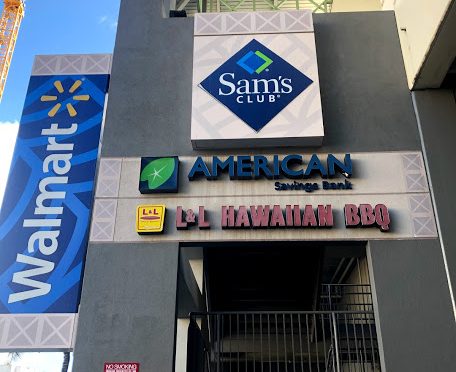 Walmart
Sam's
CLUB®
AMERICAN
Savings Bank
L&L
L&L HAWAIIAN BBQ
NO SMOKING